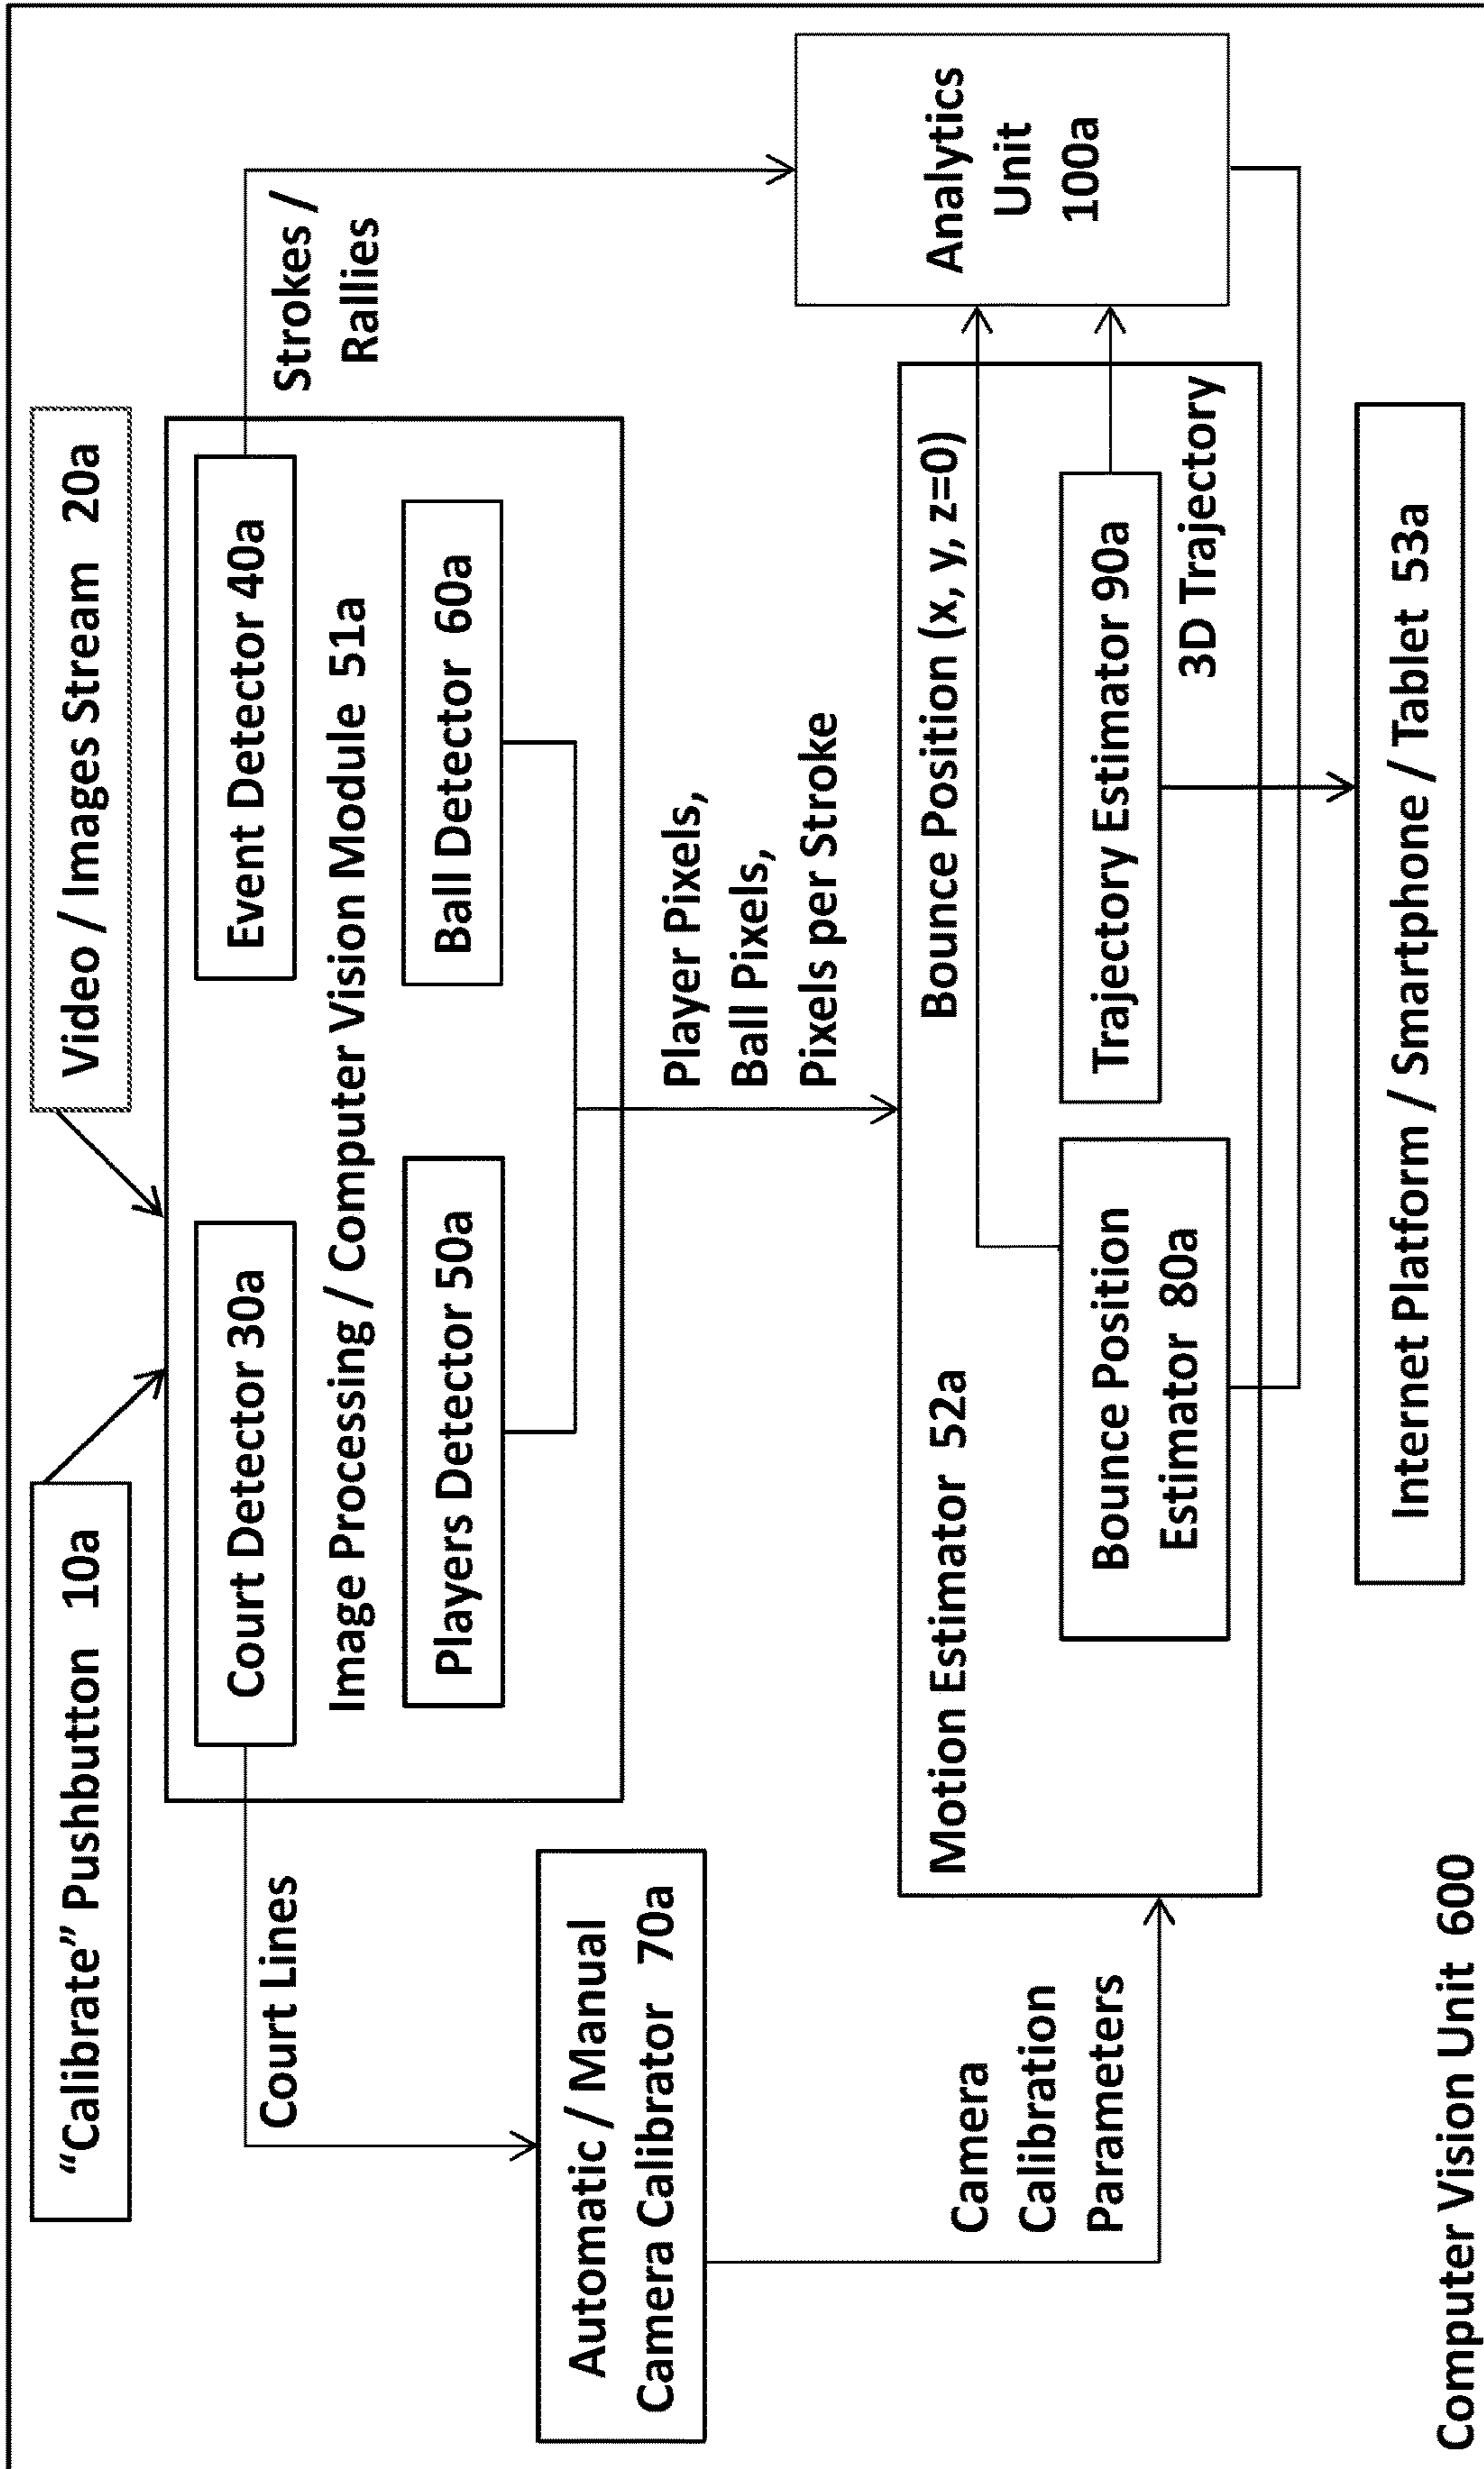 “Calibrate” Pushbutton 10a
Video / Images Stream 20a
Court Detector 30a
Event Detector 40a
Image Processing / Computer Vision Module 51a
Players Detector 50a
Ball Detector 60a
Court Lines
Strokes /
Rallies
Automatic / Manual
Camera Calibrator 70a
Player Pixels,
Ball Pixels,
Pixels per Stroke
Camera
Calibration
Parameters
Motion Estimator 52a
Bounce Position (x, y, z=0)
Bounce Position
Estimator 80a
Trajectory Estimator 90a
3D Trajectory
Analytics
Unit
100a
Internet Platform / Smartphone / Tablet 53a
Computer Vision Unit 600